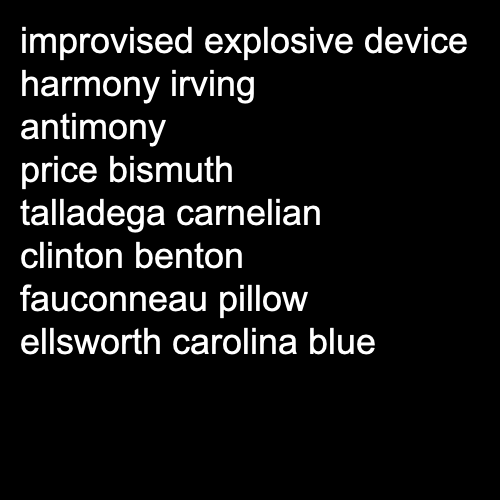 improvised explosive device
harmony irving
antimony
price bismuth
talladega carnelian
clinton benton
fauconneau pillow
ellsworth carolina blue